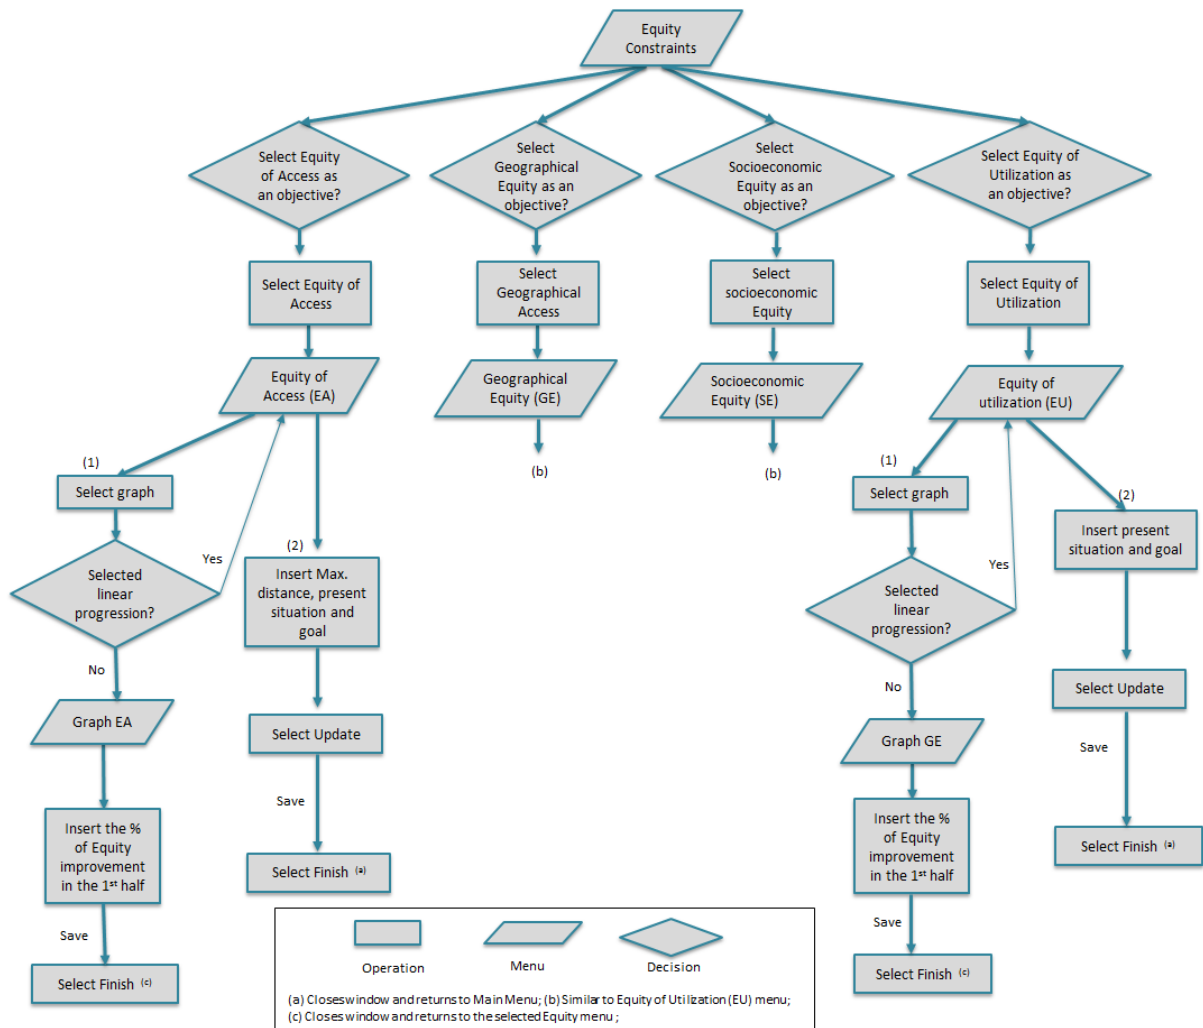 Equity
Constraints
Select Equity
of Access as
an objective?
Select
Geographical
Equity as an
objective?
Select
Socioeconomic
Equity as an
objective?
Select Equity of
Utilization as
an objective?
Select Equity of
Access
Select
Geographical
Access
Select
socioeconomic
Equity
Select Equity of
Utilization
Equity of
Access (EA)
Geographical
Equity (GE)
Socioeconomic
Equity (SE)
Equity of
utilization (EU)
(b)
(b)
(1)
Select graph
Selected
linear
progression?
Yes
No
Graph EA
Insert the %
of Equity
improvement
in the 1st half
Save
Select Finish (c)
(2)
Insert Max.
distance, present
situation and
goal
Select Update
Save
Select Finish (a)
(1)
Select graph
Selected
linear
progression?
Yes
No
Graph GE
Insert the %
of Equity
improvement
in the 1st half
Save
Select Finish (c)
(2)
Insert present
situation and goal
Select Update
Save
Select Finish (a)
Operation
Menu
Decision
(a) Closes window and returns to Main Menu; (b) Similar to Equity of Utilization (EU) menu;
(c) Closes window and returns to the selected Equity menu ;